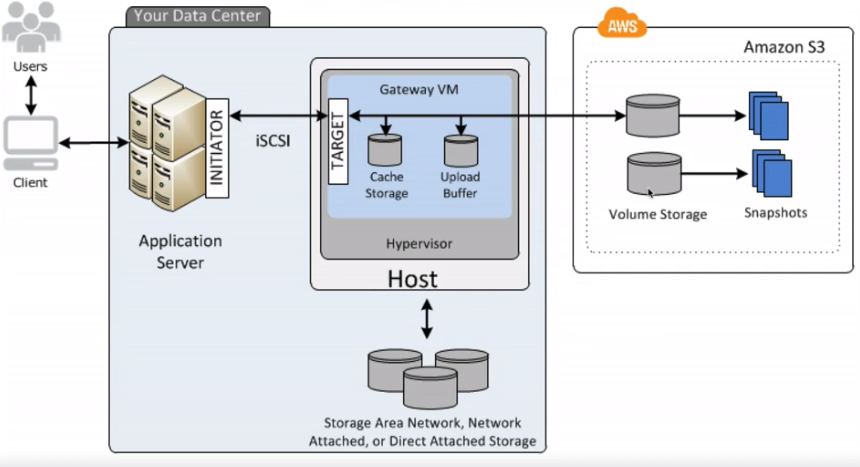 Your Data Center
AWS
Amazon S3
Users
Client
INITIATOR
iSCSI
TARGET
Gateway VM
Cache
Storage
Upload
Buffer
Volume Storage
Snapshots
Application
Server
Hypervisor
Host
Storage Area Network, Network
Attached, or Direct Attached Storage